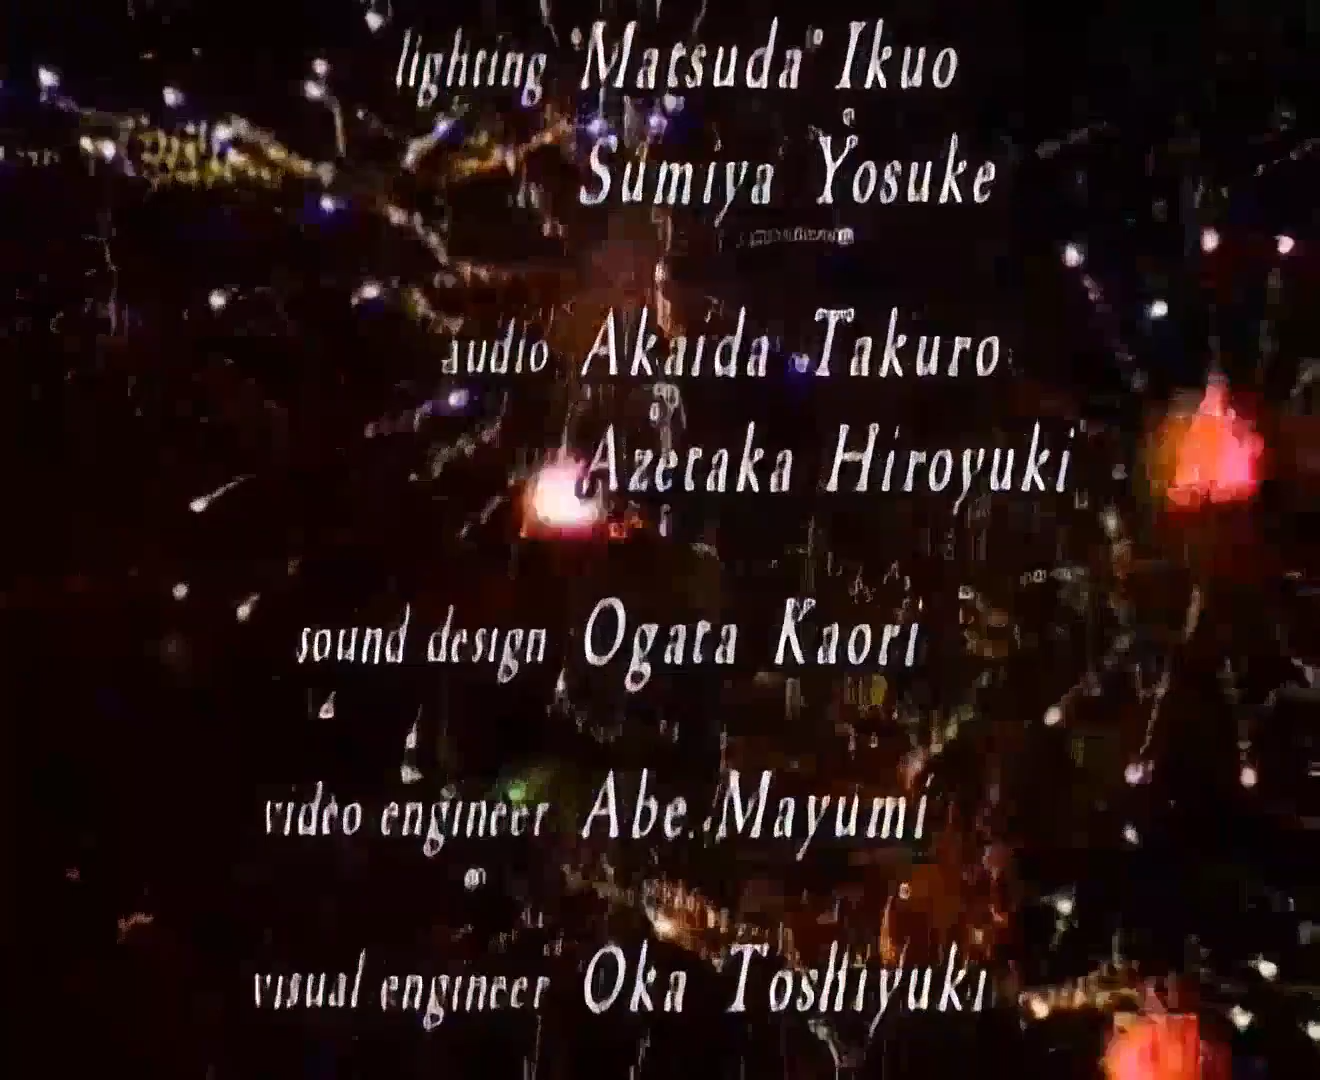 lighting "Matsuda" Ikuo
Sumiya Yosuke
audio Akaida Takuro
Azetaka Hiroyuki
sound design Ogata Kaori
video engineer Abe Mayumi
visual engineer Oka Toshiyuki